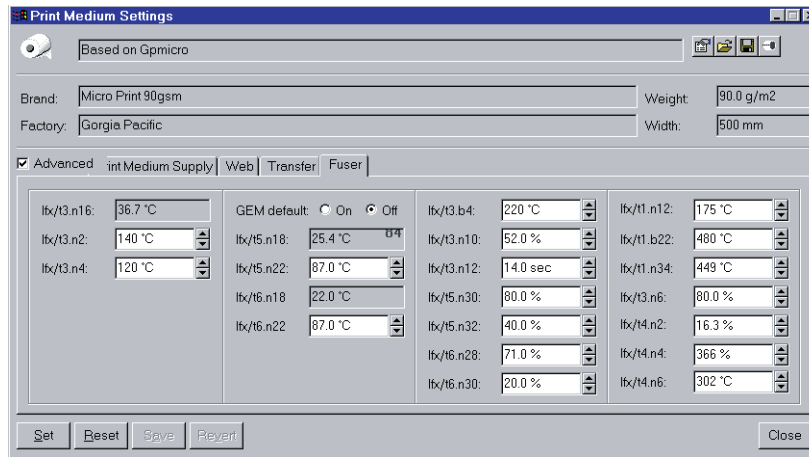 Print Medium Settings
Based on Gpmicro
Brand: Micro Print 90gsm Weight: 90.0 g/m2
Factory: Gorgia Pacific Width: 500 mm
Advanced int Medium Supply Web Transfer Fuser
lfx/t3.n16: 36.7 °C
lfx/t3.n2: 140 °C
lfx/t3.n4: 120 °C
GEM default: On Off
04
lfx/t5.n18: 25.4 °C
lfx/t5.n22: 87.0 °C
lfx/t6.n18 22.0 °C
lfx/t6.n22 87.0 °C
lfx/t3.b4: 220 °C
lfx/t3.n10: 52.0 %
lfx/t3.n12: 14.0 sec
lfx/t5.n30: 80.0 %
lfx/t5.n32: 40.0 %
lfx/t6.n28: 71.0 %
lfx/t6.n30: 20.0 %
lfx/t1.n12: 175 °C
lfx/t1.b22: 480 °C
lfx/t1.n34: 449 °C
lfx/t3.n6: 80.0 %
lfx/t4.n2: 16.3 %
lfx/t4.n4: 366 %
lfx/t4.n6: 302 °C
Set Reset Save Revert Close